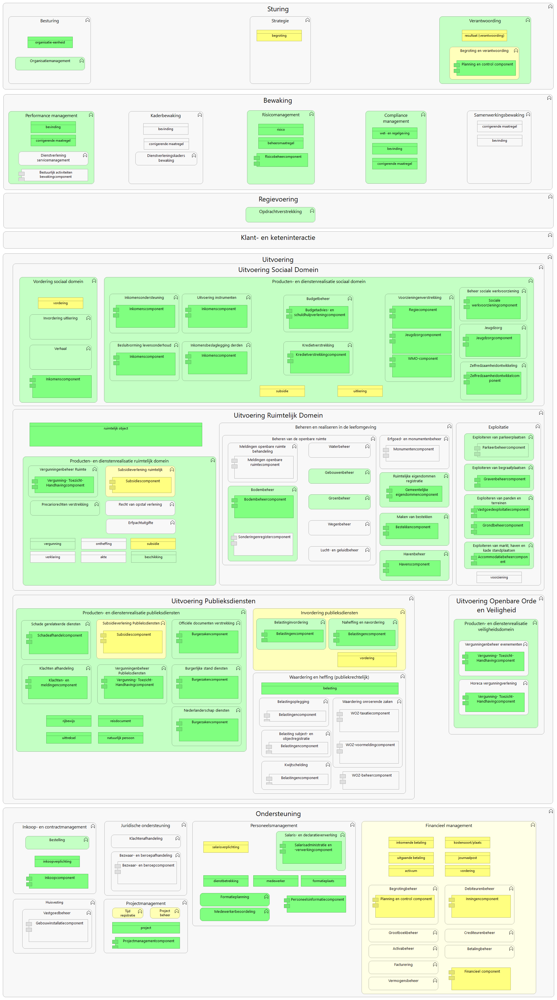 Sturing
Besturing
organisatie-eenheid
Organisatiemanagement
Strategie
begroting
Verantwoording
resultaat (verantwoording)
Begroting en verantwoording
Planning en control component
Bewaking
Performance management
bevinding
corrigerende maatregel
Dienstverlening
servicemanagement
Bestuurlijk activiteiten
bewakingcomponent
Kaderbewaking
bevinding
corrigerende maatregel
Dienstverleningskaders
bewaking
Risicomanagement
risico
beheersmaatregel
Risicobeheercomponent
Compliance
management
wet- en regelgeving
bevinding
corrigerende maatregel
Samenwerkingsbewaking
corrigerende maatregel
bevinding
Regievoering
Opdrachtverstrekking
Klant- en keteninteractie
Uitvoering
Uitvoering Sociaal Domein
Vordering sociaal domein
vordering
Invordering uitkering
Verhaal
Inkomenscomponent
Producten- en dienstenrealisatie sociaal domein
Inkomensondersteuning
Inkomenscomponent
Uitvoering instrumenten
Inkomenscomponent
Besluitvorming levensonderhoud
Inkomenscomponent
Inkomensbeslaglegging derden
Inkomenscomponent
Budgetbeheer
Budgetadvies- en
schuldhulpverleningcomponent
Kredietverstrekking
Kredietverstrekkingcomponent
subsidie
uitkering
Voorzieningenverstrekking
Regiecomponent
Jeugdzorgcomponent
WMO-component
Beheer sociale werkvoorziening
Sociale
werkvoorzieningcomponent
Jeugdzorg
Jeugdzorgcomponent
Zelfredzaamheidontwikkeling
Zelfredzaamheidontwikkelcom
ponent
Uitvoering Ruimtelijk Domein
ruimtelijk object
Producten- en dienstenrealisatie ruimtelijk domein
Vergunningenbeheer Ruimte
Vergunning- Toezicht-
Handhavingcomponent
Subsidieverlening ruimtelijk
Subsidiescomponent
Precariorechten verstrekking
Recht van opstal verlening
Erfpachtuitgifte
vergunning
ontheffing
subsidie
verklaring
akte
beschikking
Beheren en realiseren in de leefomgeving
Beheren van de openbare ruimte
Meldingen openbare ruimte
behandeling
Meldingen openbare
ruimtecomponent
Bodembeheer
Bodembeheercomponent
Sonderingenregistercomponent
Waterbeheer
Gebouwenbeheer
Groenbeheer
Wegenbeheer
Lucht- en geluidbeheer
Erfgoed- en monumentenbeheer
Monumentencomponent
Ruimtelijke eigendommen
registratie
Gemeentelijke
eigendommencomponent
Maken van bestekken
Bestekkencomponent
Havenbeheer
Havenscomponent
Exploitatie
Exploiteren van parkeerplaatsen
Parkeerbeheercomponent
Exploiteren van begraafplaatsen
Gravenbeheercomponent
Exploiteren van panden en
terreinen
Vastgoedexploitatiecomponent
Grondbeheercomponent
Exploiteren van markt, haven en
kade standplaatsen
Accommodatiebeheercompon
ent
voorziening
Uitvoering Publieksdiensten
Producten- en dienstenrealisatie publieksdiensten
Schade gerelateerde diensten
Schadeafhandelcomponent
Subsidieverlening Publieksdiensten
Subsidiescomponent
Officiële documenten verstrekking
Burgerzakencomponent
Klachten afhandeling
Klachten- en
meldingencomponent
Vergunningenbeheer
Publieksdiensten
Vergunning- Toezicht-
Handhavingcomponent
Burgerlijke stand diensten
Burgerzakencomponent
Nederlanderschap diensten
Burgerzakencomponent
rijbewijs
reisdocument
uittreksel
natuurlijk persoon
Invordering publieksdiensten
Belastinginvordering
Belastingencomponent
Naheffing en navordering
Belastingencomponent
vordering
Waardering en heffing (publiekrechtelijk)
belasting
Belastingoplegging
Belastingencomponent
Belasting subject- en
objectregistratie
Belastingencomponent
Kwijtschelding
Belastingencomponent
Waardering onroerende zaken
WOZ-taxatiecomponent
WOZ-voormeldingcomponent
WOZ-beheercomponent
Uitvoering Openbare Orde
en Veiligheid
Producten- en dienstenrealisatie
veiligheidsdomein
Vergunningenbeheer evenementen
Vergunning- Toezicht-
Handhavingcomponent
Horeca vergunningverlening
Vergunning- Toezicht-
Handhavingcomponent
Ondersteuning
Inkoop- en contractmanagement
Bestelling
inkoopverplichting
Inkoopcomponent
Juridische ondersteuning
Klachtenafhandeling
Bezwaar- en beroepafhandeling
Bezwaar- en beroepcomponent
Huisvesting
Vastgoedbeheer
Gebouwinstallatiecomponent
Projectmanagement
Tijd
registratie
Project
beheer
project
Projectmanagementcomponent
Personeelsmanagement
salarisverplichting
Salaris- en declaratieverwerking
Salarisadministratie en
-verwerkingcomponent
dienstbetrekking
medewerker
formatieplaats
Formatieplanning
Medewerkerbeoordeling
Personeelsinformatiecomponent
Financieel management
inkomende betaling
kostensoort/plaats
uitgaande betaling
journaalpost
activum
vordering
Begrotingbeheer
Planning en control component
Debiteurenbeheer
Inningencomponent
Grootboekbeheer
Crediteurenbeheer
Activabeheer
Betalingbeheer
Facturering
Vermogensbeheer
Financieel component